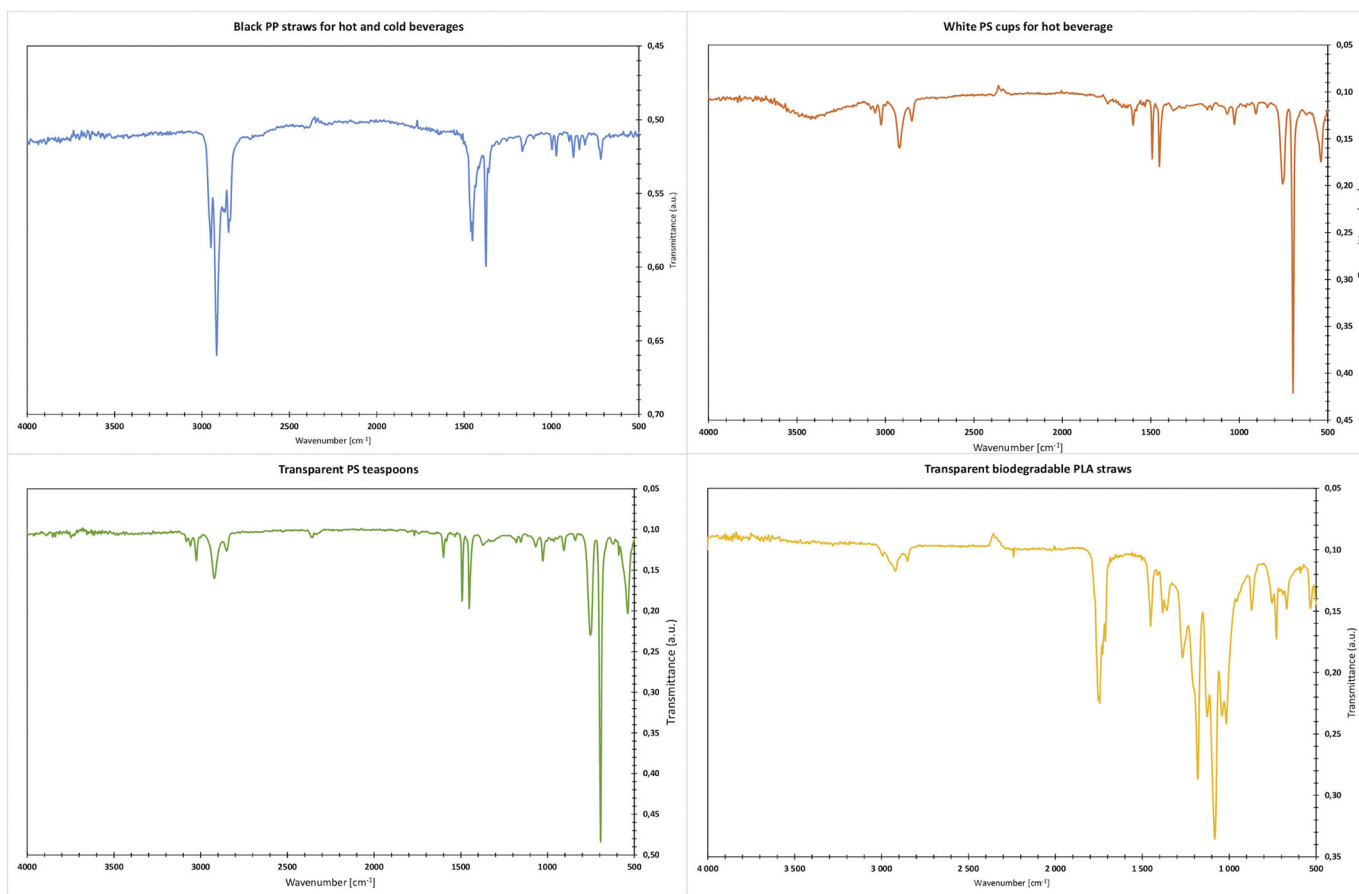 Black PP straws for hot and cold beverages
0,45
0,50
0,55
0,60
0,65
0,70
Transmittance (a.u.)
4000 3500 3000 2500 2000 1500 1000 500
Wavenumber [cm-1]
White PS cups for hot beverage
0,05
0,10
0,15
0,20
0,25
0,30
0,35
0,40
0,45
4000 3500 3000 2500 2000 1500 1000 500
Wavenumber [cm-1]
Transparent PS teaspoons
0,05
0,10
0,15
0,20
0,25
0,30
0,35
0,40
0,45
0,50
Transmittance (a.u.)
4000 3500 3000 2500 2000 1500 1000 500
Wavenumber [cm-1]
Transparent biodegradable PLA straws
0,05
0,10
0,15
0,20
0,25
0,30
0,35
Transmittance (a.u.)
4 000 3 500 3 000 2 500 2 000 1 500 1 000 500
Wavenumber [cm-1]